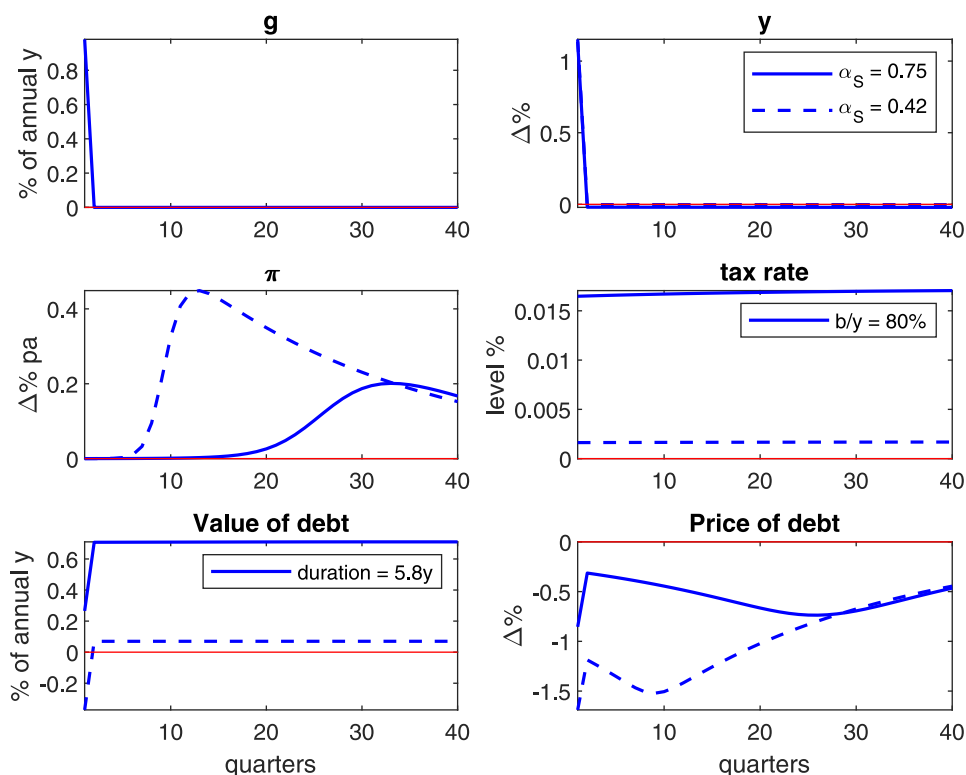 g
% of annual y
0.8
0.6
0.4
0.2
0
10 20 30 40
y
Δ%
1
0.5
0
10 20 30 40
α_S = 0.75
α_S = 0.42
π
Δ% pa
0.4
0.2
0
10 20 30 40
tax rate
level %
0.015
0.01
0.005
0
10 20 30 40
b/y = 80%
Value of debt
% of annual y
0.6
0.4
0.2
0
-0.2
10 20 30 40
quarters
duration = 5.8y
Price of debt
Δ%
0
-0.5
-1
-1.5
10 20 30 40
quarters